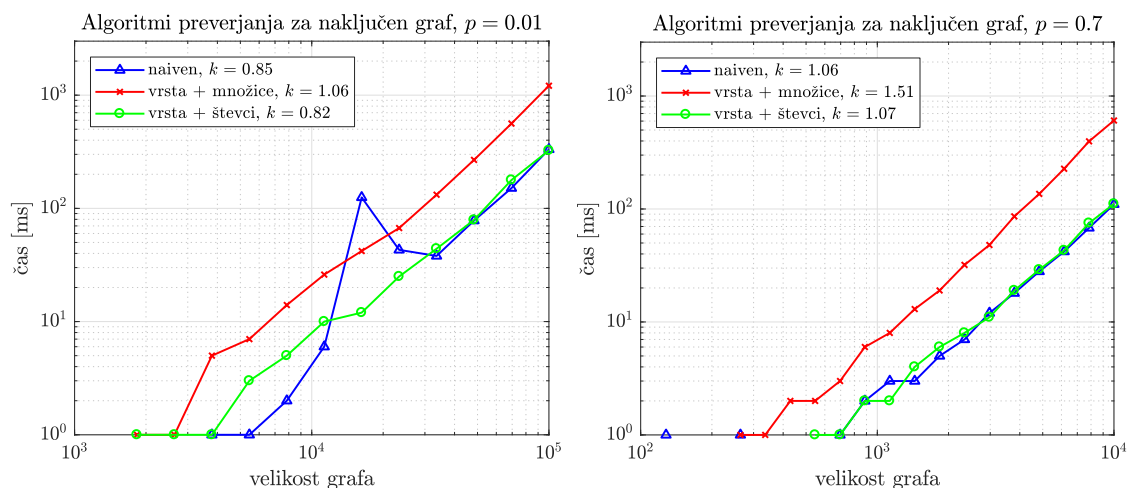 Algoritmi preverjanja za naključen graf, p = 0.01
naiven, k = 0.85
vrsta + množice, k = 1.06
vrsta + števci, k = 0.82
čas [ms]
10^3
10^2
10^1
10^0
10^3 10^4 10^5
velikost grafa
Algoritmi preverjanja za naključen graf, p = 0.7
naiven, k = 1.06
vrsta + množice, k = 1.51
vrsta + števci, k = 1.07
čas [ms]
10^3
10^2
10^1
10^0
10^2 10^3 10^4
velikost grafa